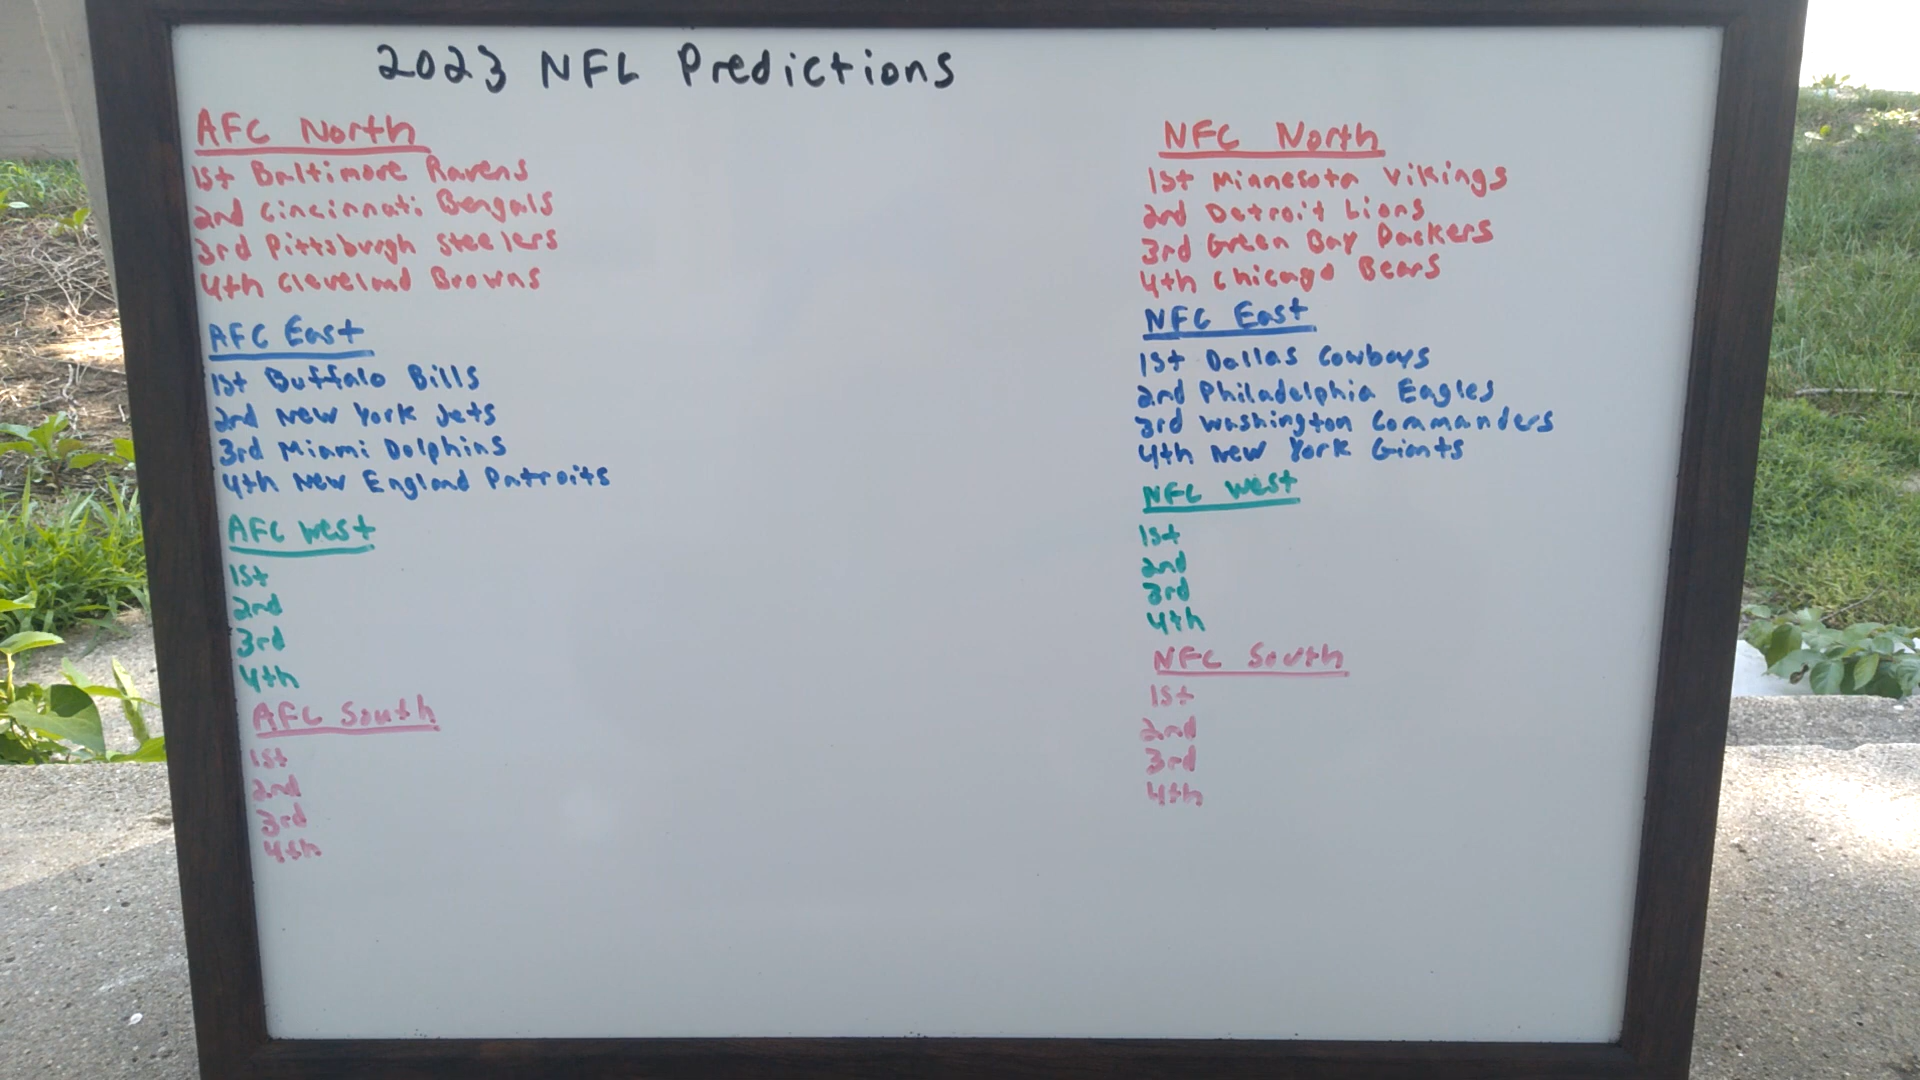 2023 NFL Predictions
AFC North
1st Baltimore Ravens
2nd Cincinnati Bengals
3rd Pittsburgh Steelers
4th Cleveland Browns
AFC East
1st Buffalo Bills
2nd New York Jets
3rd Miami Dolphins
4th New England Patroits
AFC West
1st
2nd
3rd
4th
AFC South
1st
2nd
3rd
4th
NFC North
1st Minnesota Vikings
2nd Detroit Lions
3rd Green Bay Packers
4th Chicago Bears
NFC East
1st Dallas Cowboys
2nd Philadelphia Eagles
3rd Washington Commanders
4th New York Giants
NFC West
1st
2nd
3rd
4th
NFC South
1st
2nd
3rd
4th